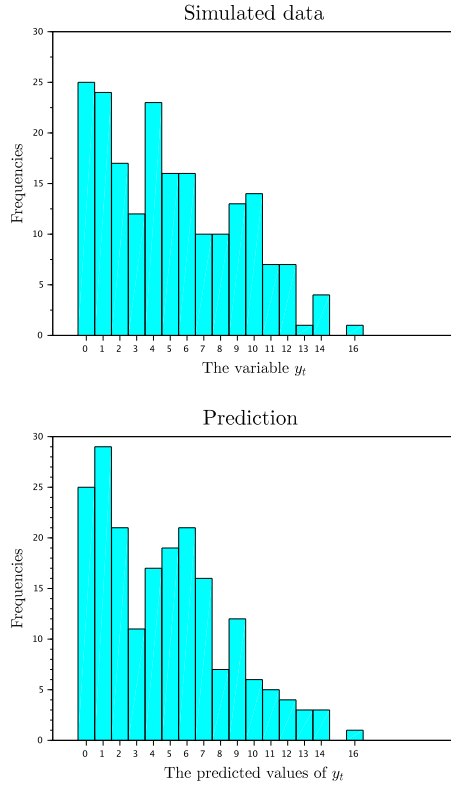 Simulated data
30
25
20
15
10
5
0
Frequencies
0 1 2 3 4 5 6 7 8 9 10 11 12 13 14 16
The variable y_t
Prediction
30
25
20
15
10
5
0
Frequencies
0 1 2 3 4 5 6 7 8 9 10 11 12 13 14 16
The predicted values of y_t